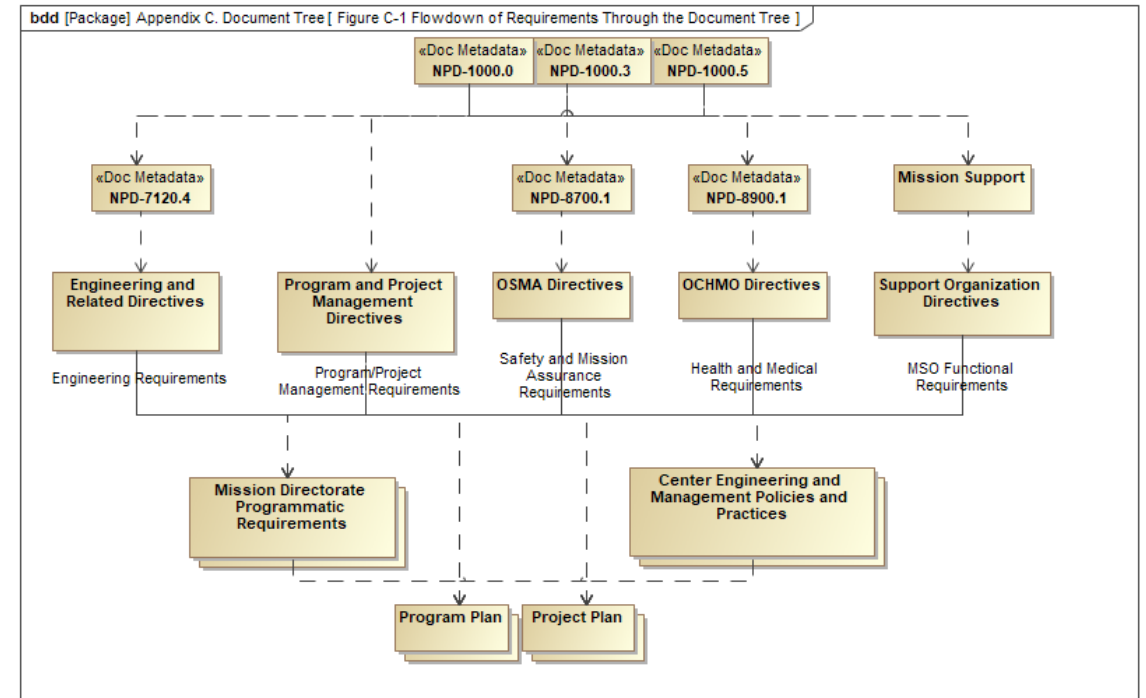 bdd [Package] Appendix C. Document Tree [ Figure C-1 Flowdown of Requirements Through the Document Tree ]
«Doc Metadata»
NPD-1000.0
«Doc Metadata»
NPD-1000.3
«Doc Metadata»
NPD-1000.5
«Doc Metadata»
NPD-7120.4
«Doc Metadata»
NPD-8700.1
«Doc Metadata»
NPD-8900.1
Mission Support
Engineering and
Related Directives
Program and Project
Management
Directives
OSMA Directives
OCHMO Directives
Support Organization
Directives
Engineering Requirements
Program/Project
Management Requirements
Safety and Mission
Assurance
Requirements
Health and Medical
Requirements
MSO Functional
Requirements
Mission Directorate
Programmatic
Requirements
Center Engineering and
Management Policies and
Practices
Program Plan
Project Plan